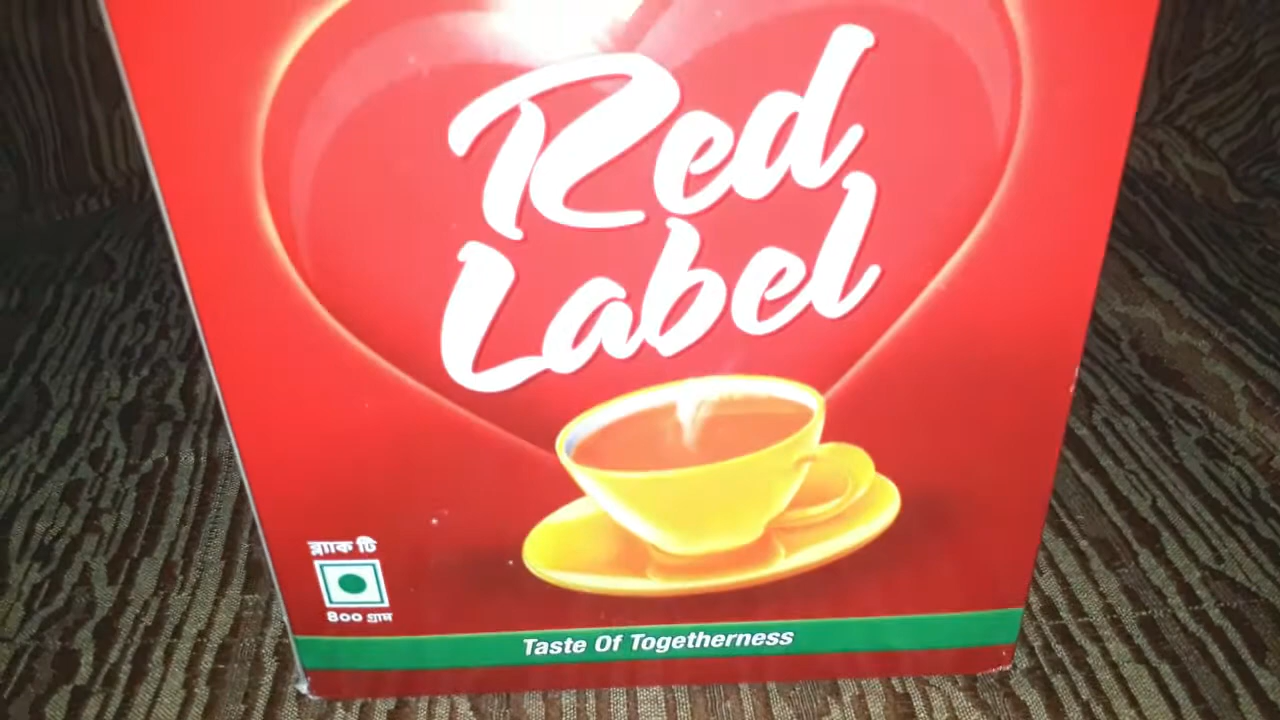 Red
Label
ব্ল্যাক টি
৪০০ গ্রাম
Taste Of Togetherness